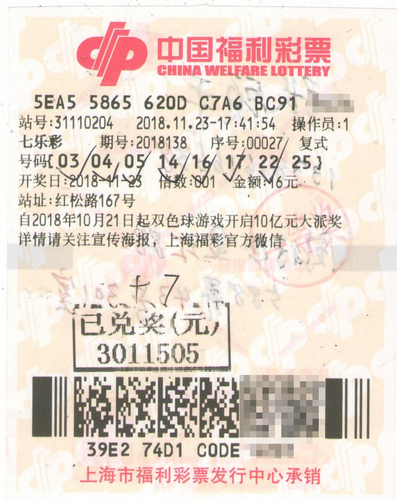 中国福利彩票
CHINA WELFARE LOTTERY
5EA5 5865 620D C7A6 BC91
站号:31110204 2018.11.23-17:41:54 操作员:1
七乐彩 期号:2018138 序号:00027 复式
号码[03,04,05,14,16,17,22,25]
开奖日:2018-11-23 倍数:001 金额:16元
站址:红松路167号
自2018年10月21日起双色球游戏开启10亿元大派奖
详情请关注宣传海报,上海福彩官方微信
已兑奖(元)
3011505
39E2 74D1 CODE
上海市福利彩票发行中心承销